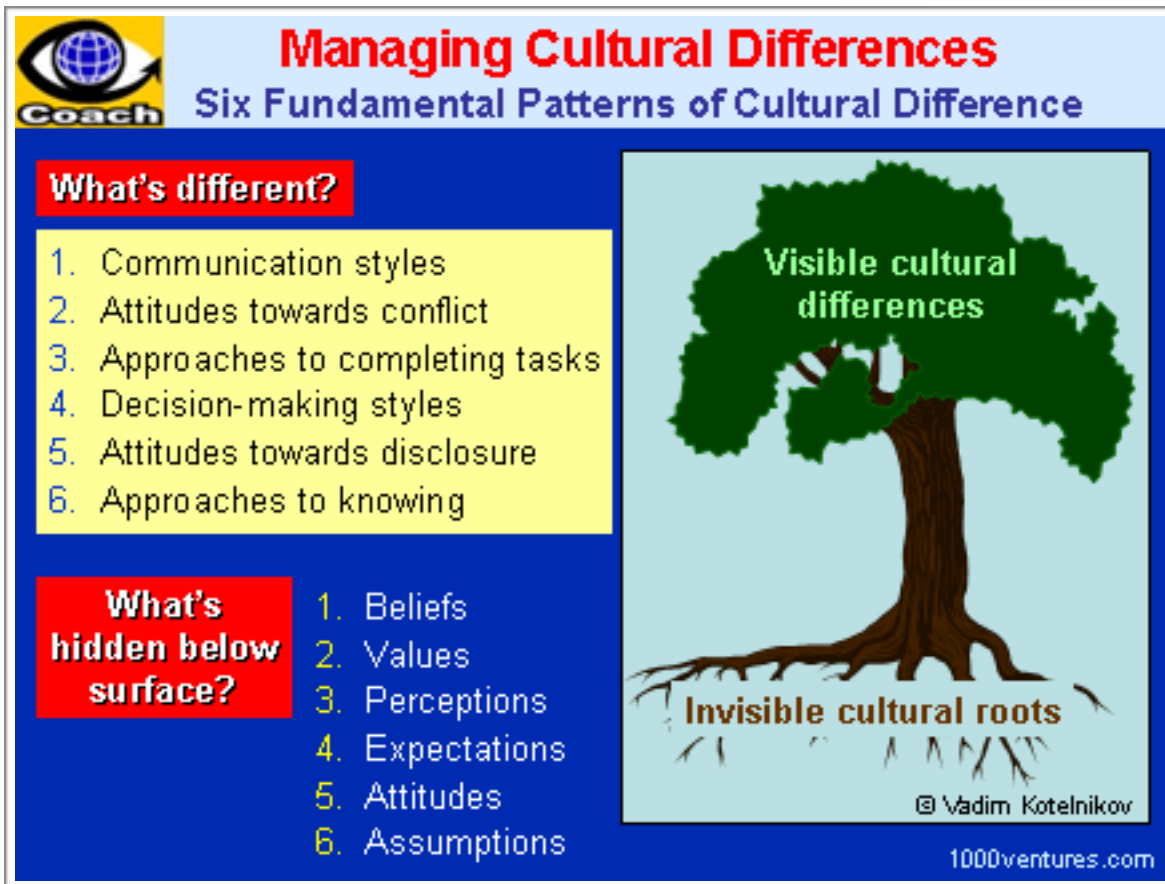 Coach
Managing Cultural Differences
Six Fundamental Patterns of Cultural Difference
What's different?
1. Communication styles
2. Attitudes towards conflict
3. Approaches to completing tasks
4. Decision-making styles
5. Attitudes towards disclosure
6. Approaches to knowing
What's
hidden below
surface?
1. Beliefs
2. Values
3. Perceptions
4. Expectations
5. Attitudes
6. Assumptions
Visible cultural
differences
Invisible cultural roots
© Vadim Kotelnikov
1000ventures.com